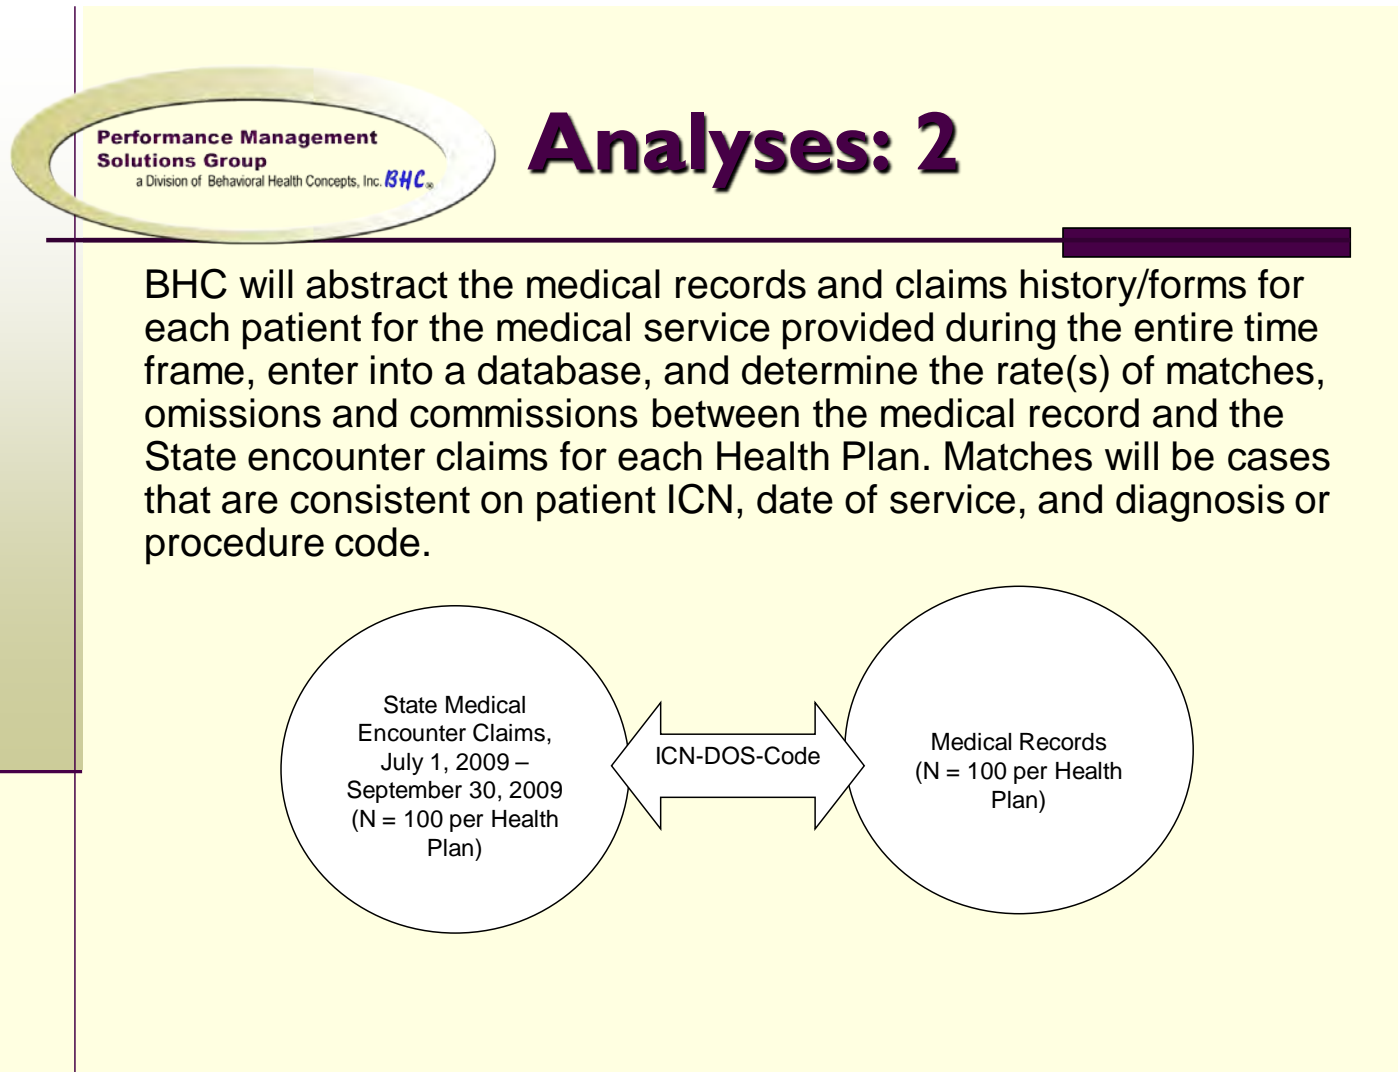 Performance Management
Solutions Group
a Division of Behavioral Health Concepts, Inc. BHC®
Analyses: 2
BHC will abstract the medical records and claims history/forms for
each patient for the medical service provided during the entire time
frame, enter into a database, and determine the rate(s) of matches,
omissions and commissions between the medical record and the
State encounter claims for each Health Plan. Matches will be cases
that are consistent on patient ICN, date of service, and diagnosis or
procedure code.
State Medical
Encounter Claims,
July 1, 2009 –
September 30, 2009
(N = 100 per Health
Plan)
ICN-DOS-Code
Medical Records
(N = 100 per Health
Plan)